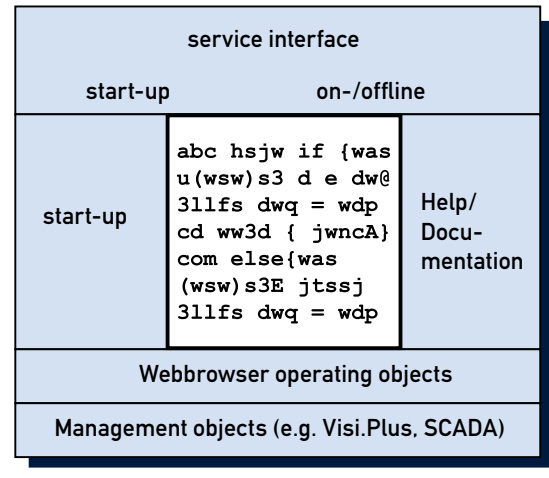 service interface
start-up on-/offline
start-up
abc hsjw if {was
u(wsw)s3 d e dw@
3llfs dwq = wdp
cd ww3d { jwncA}
com else{was
(wsw)s3E jtssj
3llfs dwq = wdp
Help/
Docu-
mentation
Webbrowser operating objects
Management objects (e.g. Visi.Plus, SCADA)